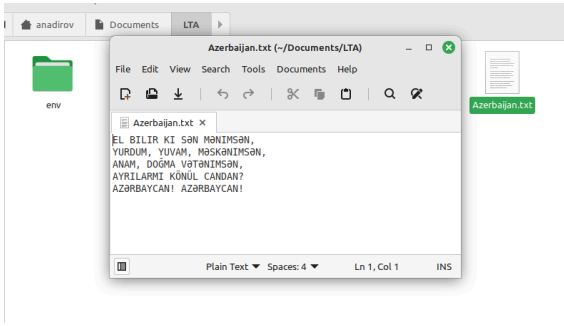 anadirov Documents LTA
env
Azerbaijan.txt
Azerbaijan.txt (~/Documents/LTA)
File Edit View Search Tools Documents Help
Azerbaijan.txt ×
EL BILIR KI SƏN MƏNIMSƏN,
YURDUM, YUVAM, MƏSKƏNIMSƏN,
ANAM, DOĞMA VƏTƏNIMSƏN,
AYRILARMI KÖNÜL CANDAN?
AZƏRBAYCAN! AZƏRBAYCAN!
Plain Text Spaces: 4 Ln 1, Col 1 INS